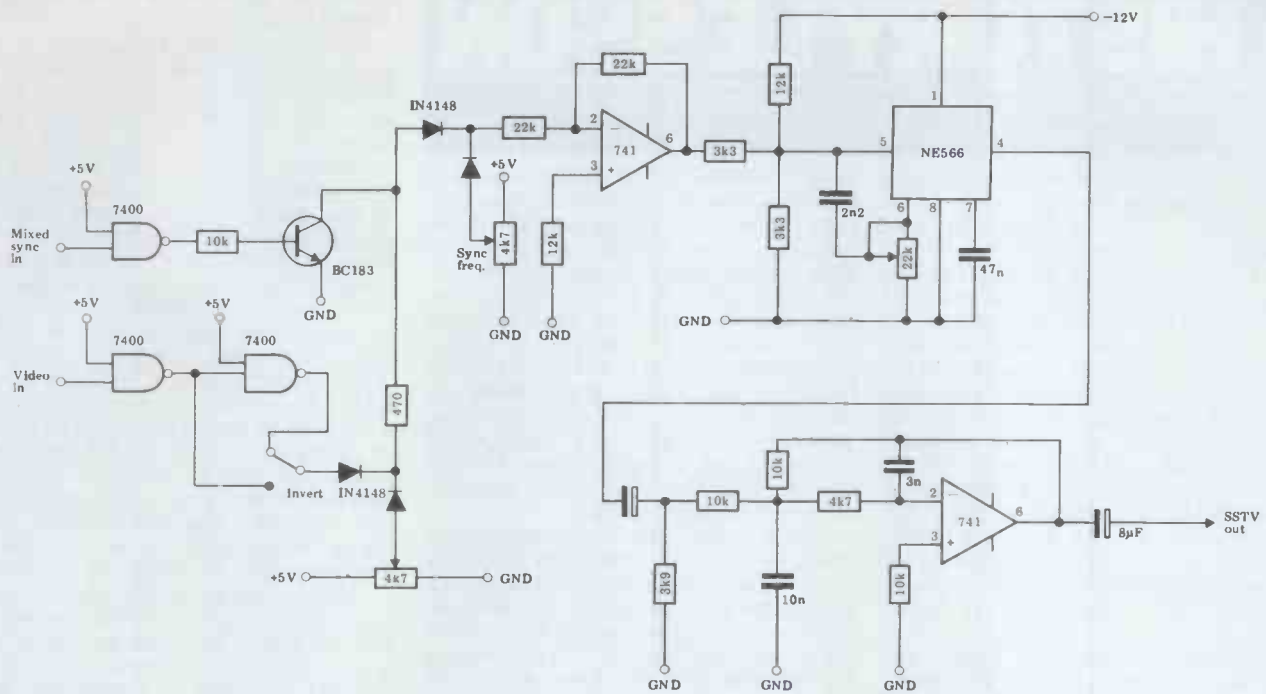 -12V
22k
IN4148
12k
1
22k
2
-
741
6
3k3
5
NE566
4
3
+
+5V
+5V
7400
2n2
6
8
7
Mixed
sync
In
10k
Sync
freq.
4k7
12k
3k3
22k
47n
BC183
GND
GND
GND
GND
+5V
+5V
7400
7400
Video
In
470
10k
3n
Invert
IN4148
10k
4k7
2
-
741
6
SSTV
out
3
+
8µF
+5V
4k7
GND
3k9
10n
10k
GND
GND
GND